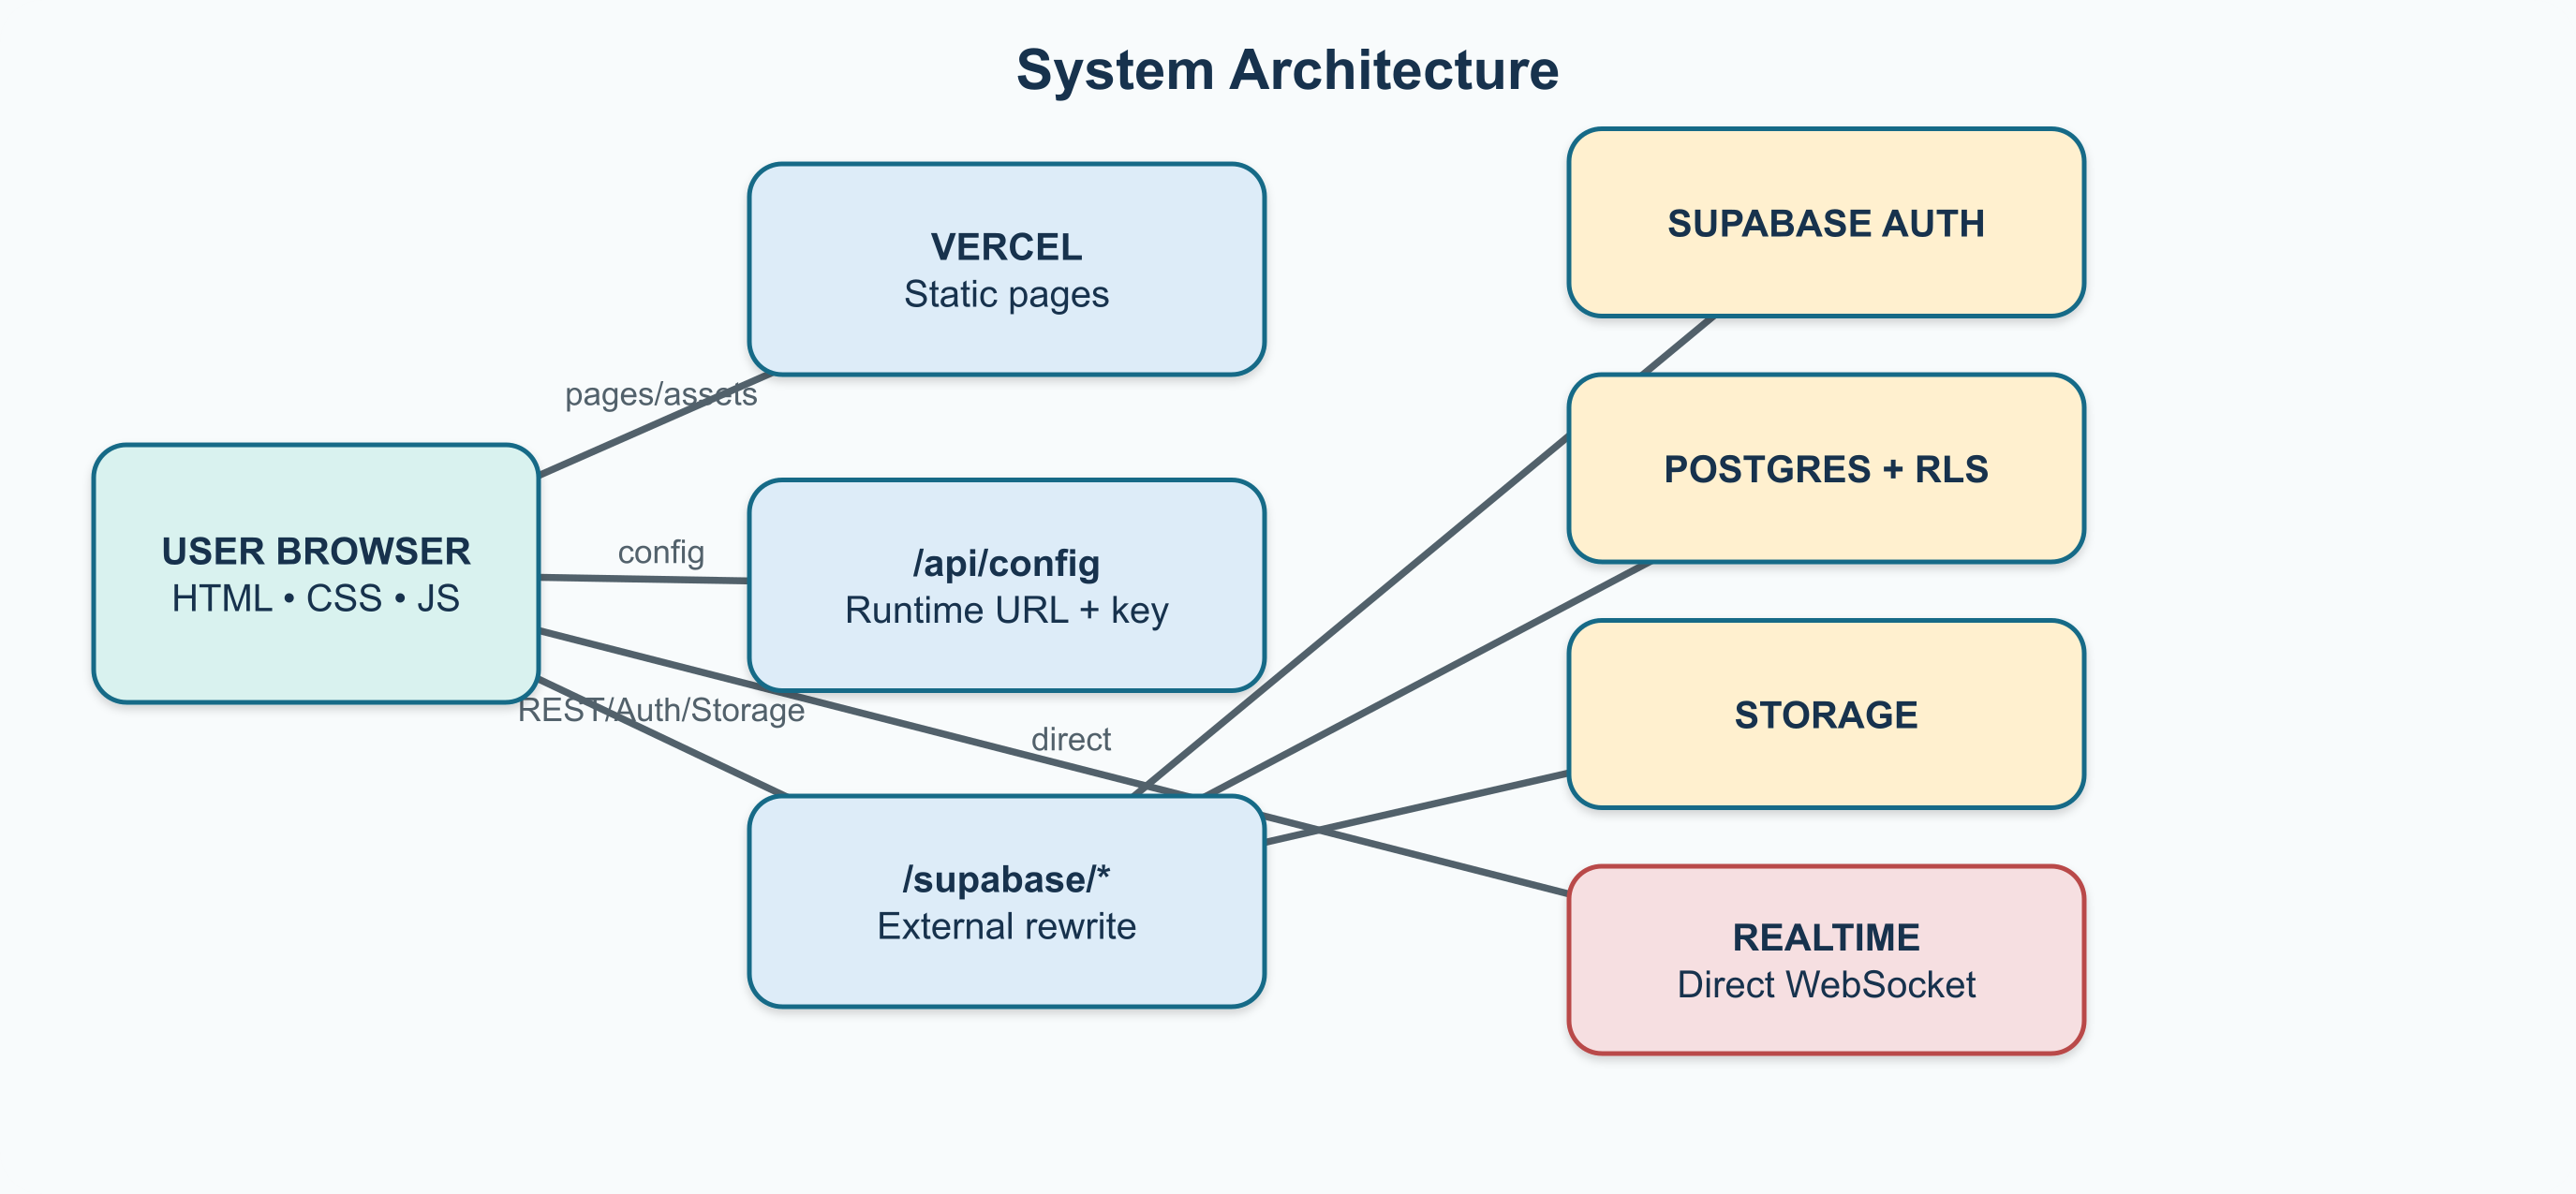 System Architecture
VERCEL
Static pages
pages/assets
USER BROWSER
HTML • CSS • JS
config
/api/config
Runtime URL + key
REST/Auth/Storage
direct
/supabase/*
External rewrite
SUPABASE AUTH
POSTGRES + RLS
STORAGE
REALTIME
Direct WebSocket